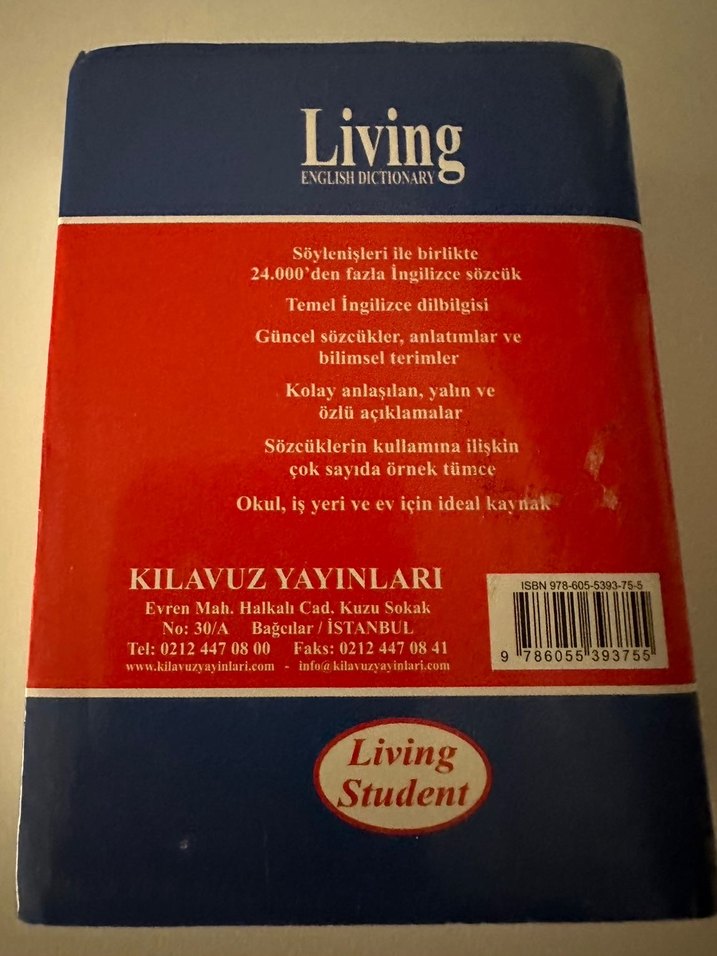 Living
ENGLISH DICTIONARY
Söylenişleri ile birlikte
24.000'den fazla İngilizce sözcük
Temel İngilizce dilbilgisi
Güncel sözcükler, anlatımlar ve
bilimsel terimler
Kolay anlaşılan, yalın ve
özlü açıklamalar
Sözcüklerin kullamına ilişkin
çok sayıda örnek tümce
Okul, iş yeri ve ev için ideal kaynak
KILAVUZ YAYINLARI
Evren Mah. Halkalı Cad. Kuzu Sokak
No: 30/A Bağcılar / İSTANBUL
Tel: 0212 447 08 00 Faks: 0212 447 08 41
www.kilavuzyayinlari.com - info@kilavuzyayinlari.com
ISBN 978-605-5393-75-5
9 786055 393755
Living
Student